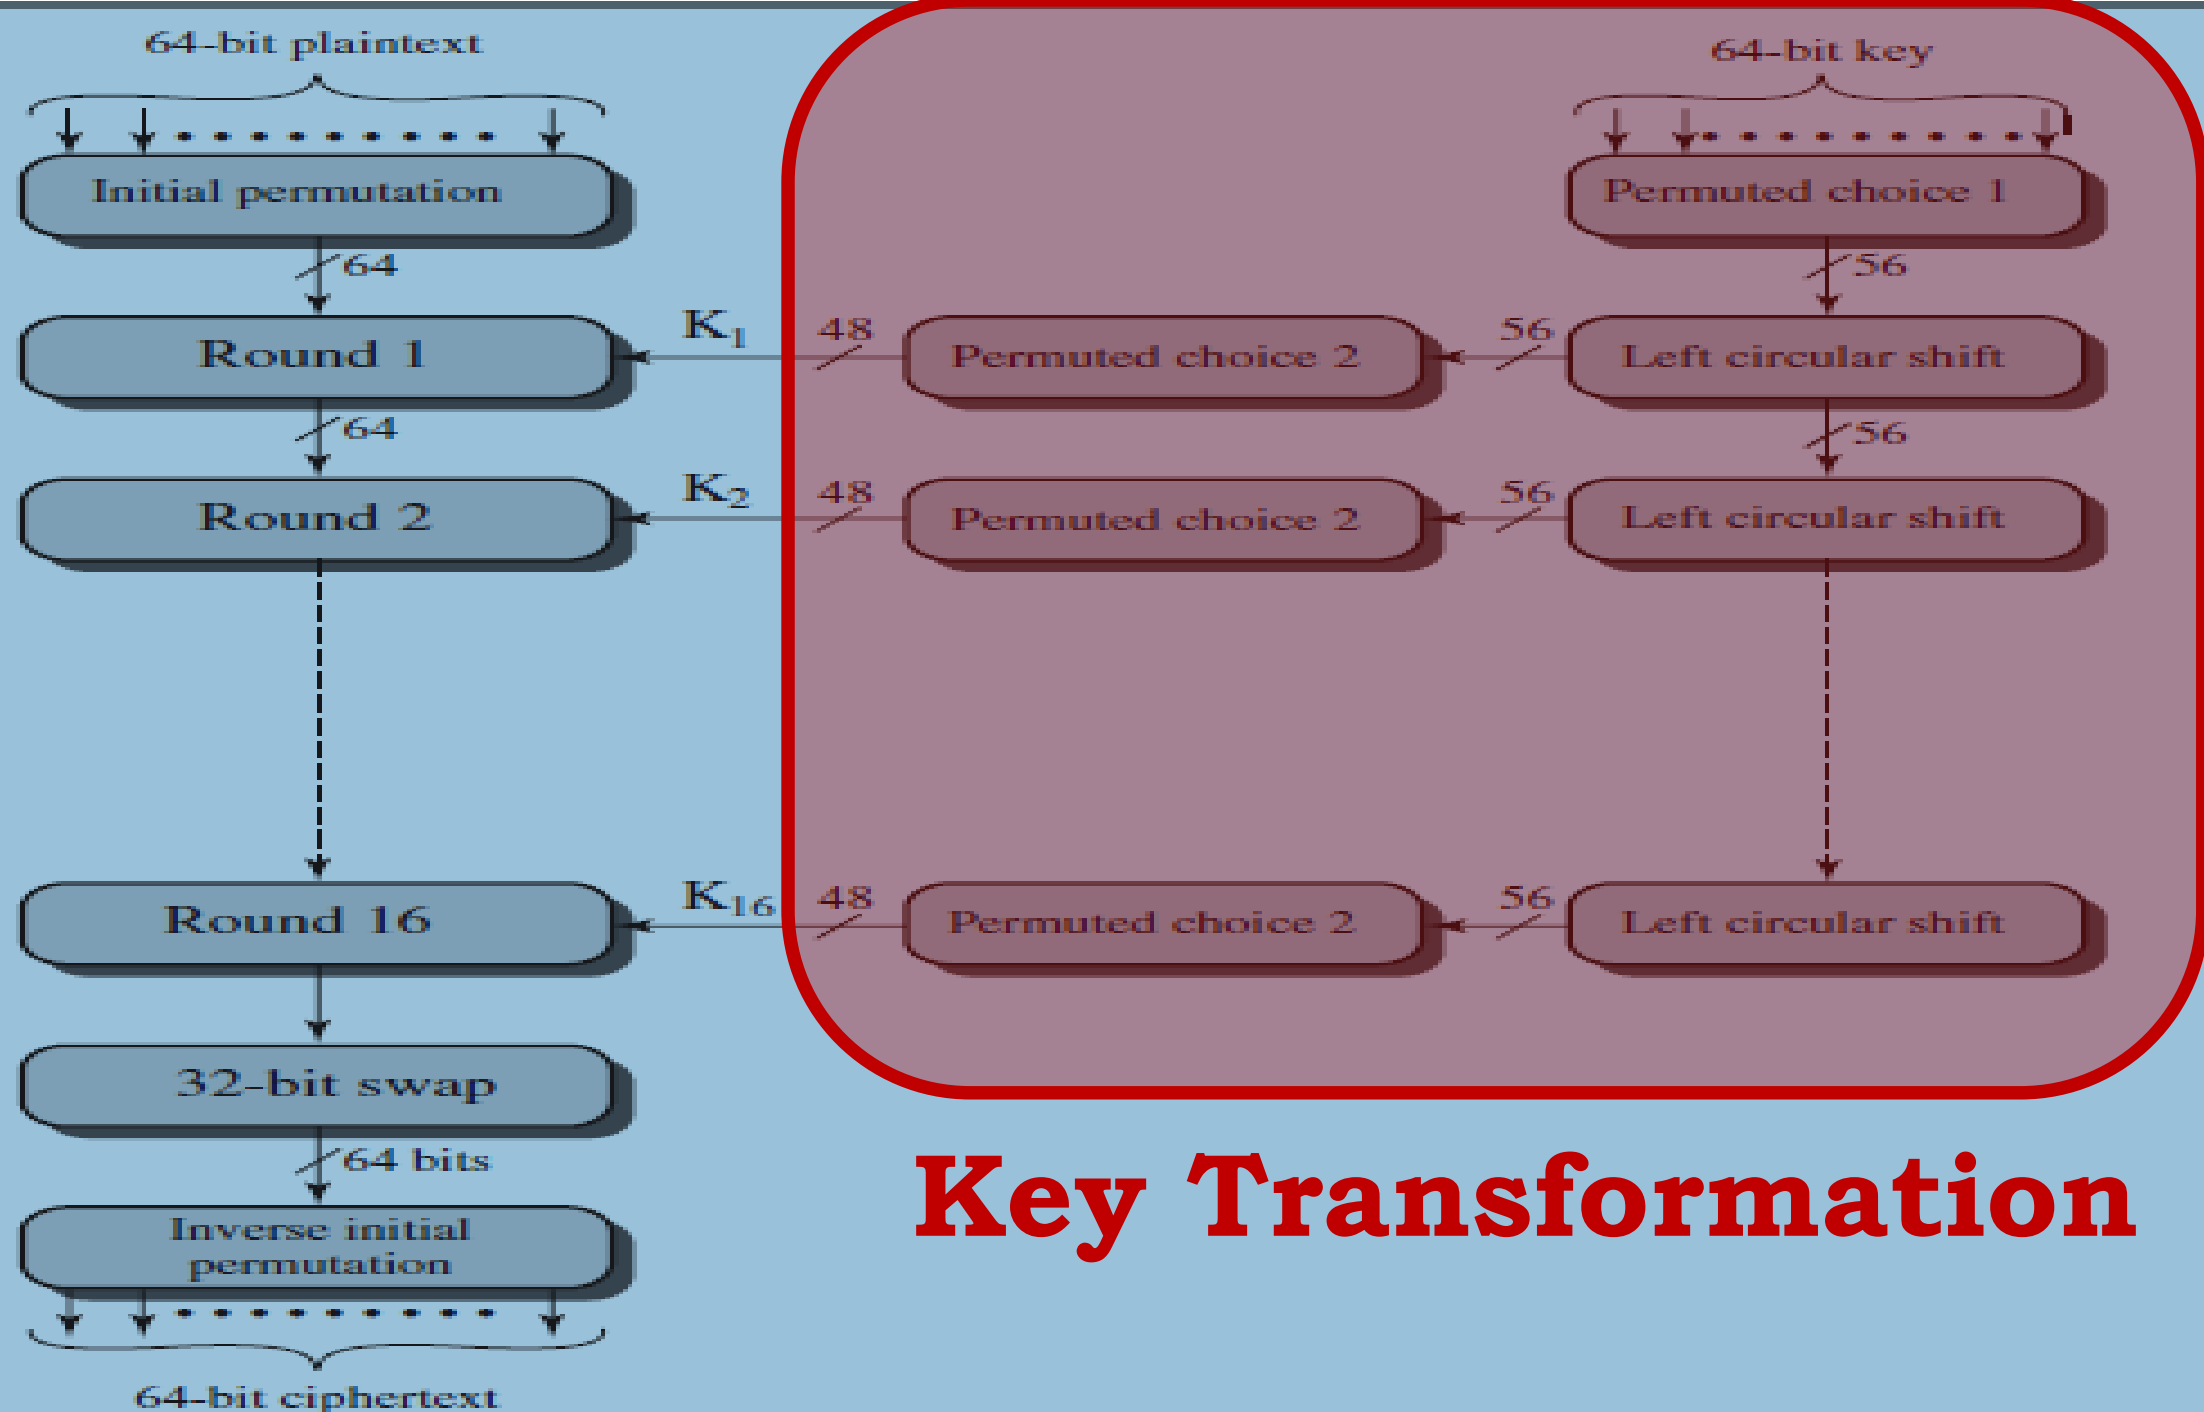 64-bit plaintext
64-bit key
Initial permutation
Permuted choice 1
64
56
Round 1
K1
48
Permuted choice 2
56
Left circular shift
64
56
Round 2
K2
48
Permuted choice 2
56
Left circular shift
Round 16
K16
48
Permuted choice 2
56
Left circular shift
32-bit swap
64 bits
Key Transformation
Inverse initial
permutation
64-bit ciphertext